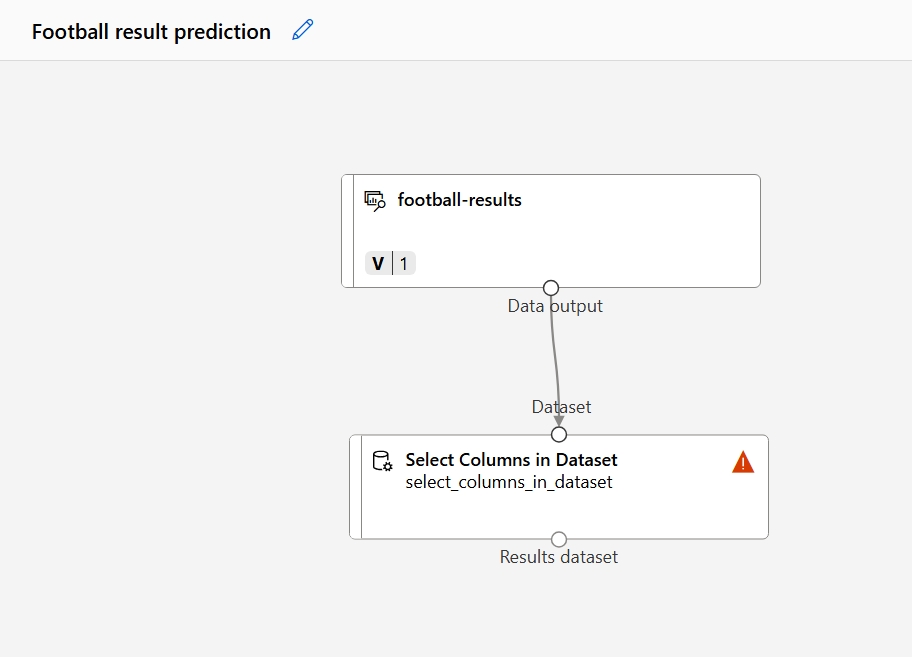 Football result prediction
football-results
V 1
Data output
Dataset
Select Columns in Dataset
select_columns_in_dataset
Results dataset